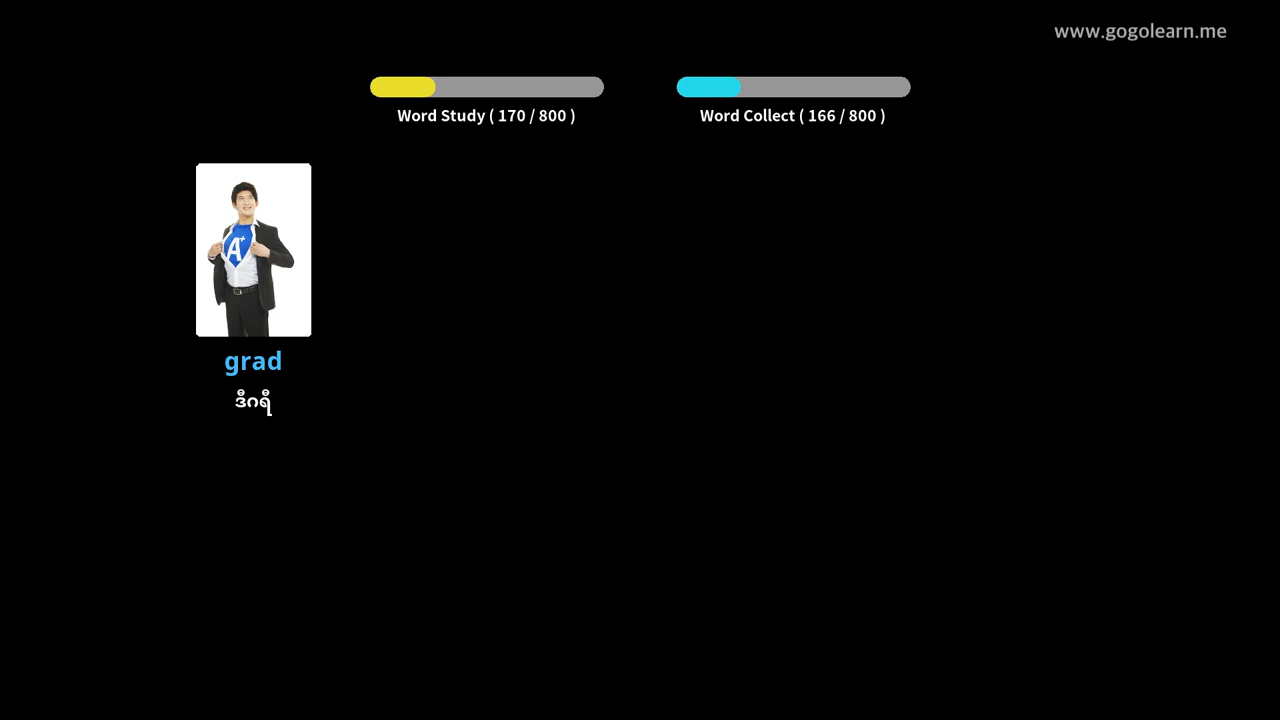 www.gogolearn.me
Word Study ( 170 / 800 )
Word Collect ( 166 / 800 )
A+
grad
ဒီဂရီ